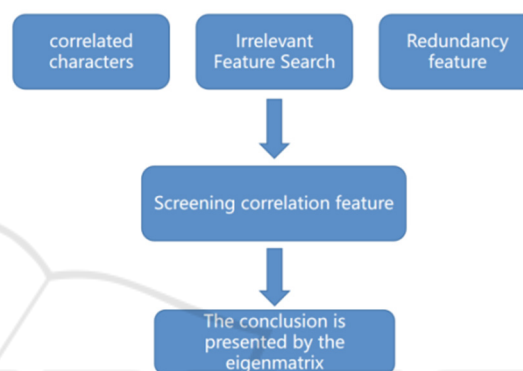 correlated
characters
Irrelevant
Feature Search
Redundancy
feature
Screening correlation feature
The conclusion is
presented by the
eigenmatrix